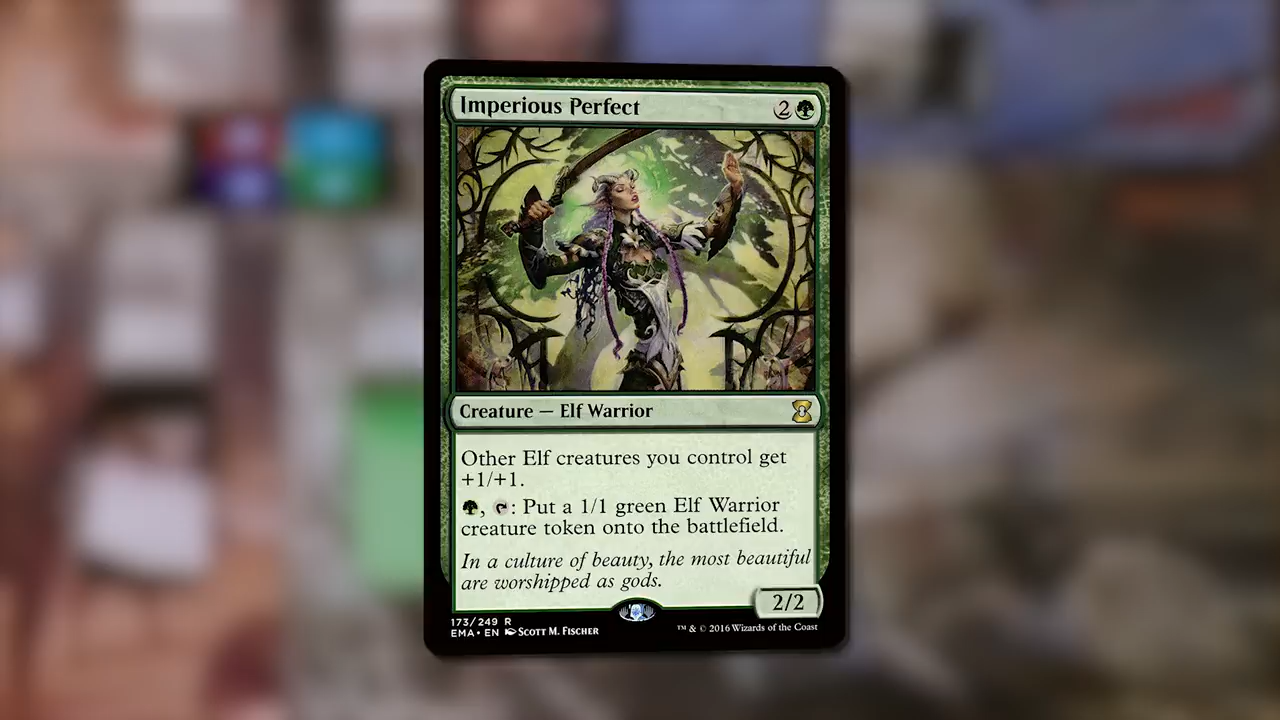 Imperious Perfect 2
Creature — Elf Warrior
Other Elf creatures you control get
+1/+1.
, : Put a 1/1 green Elf Warrior
creature token onto the battlefield.
In a culture of beauty, the most beautiful
are worshipped as gods.
2/2
173/249 R
EMA • EN Scott M. Fischer
™ & © 2016 Wizards of the Coast